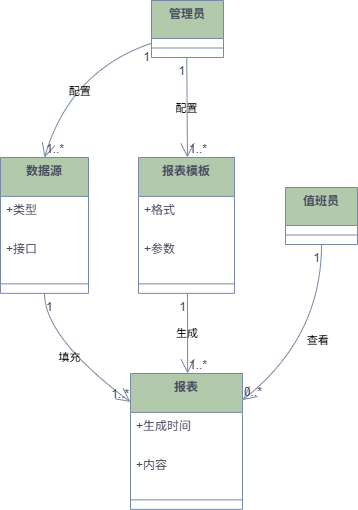 管理员
1
1
配置
配置
1..*
1..*
数据源
+类型
+接口
报表模板
+格式
+参数
值班员
1
1
1
填充
生成
查看
1..*
1..*
0..*
报表
+生成时间
+内容